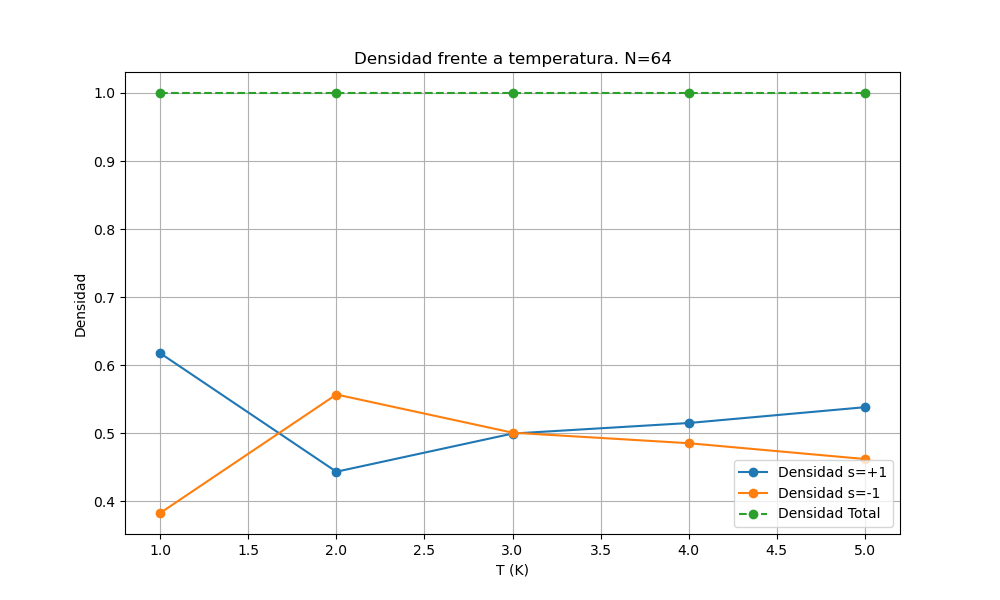 Densidad frente a temperatura. N=64
1.0
0.9
0.8
0.7
0.6
0.5
0.4
Densidad
Densidad s=+1
Densidad s=-1
Densidad Total
1.0 1.5 2.0 2.5 3.0 3.5 4.0 4.5 5.0
T (K)